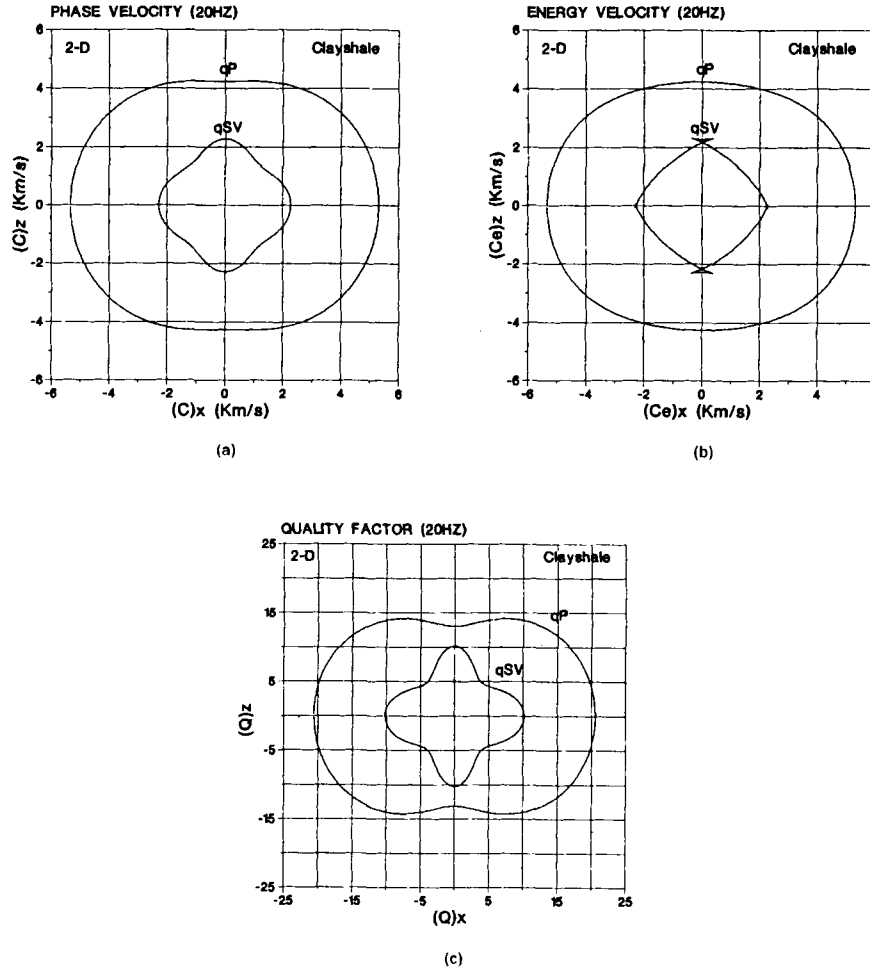 PHASE VELOCITY (20HZ)
2-D
Clayshale
qP
qSV
6
4
2
0
-2
-4
-6
(C)z (Km/s)
-6 -4 -2 0 2 4 6
(C)x (Km/s)
(a)
ENERGY VELOCITY (20HZ)
2-D
Clayshale
qP
qSV
6
4
2
0
-2
-4
-6
(Ce)z (Km/s)
-6 -4 -2 0 2 4
(Ce)x (Km/s)
(b)
QUALITY FACTOR (20HZ)
2-D
Clayshale
qP
qSV
25
15
5
-5
-15
-25
(Q)z
-25 -15 -5 5 15 25
(Q)x
(c)